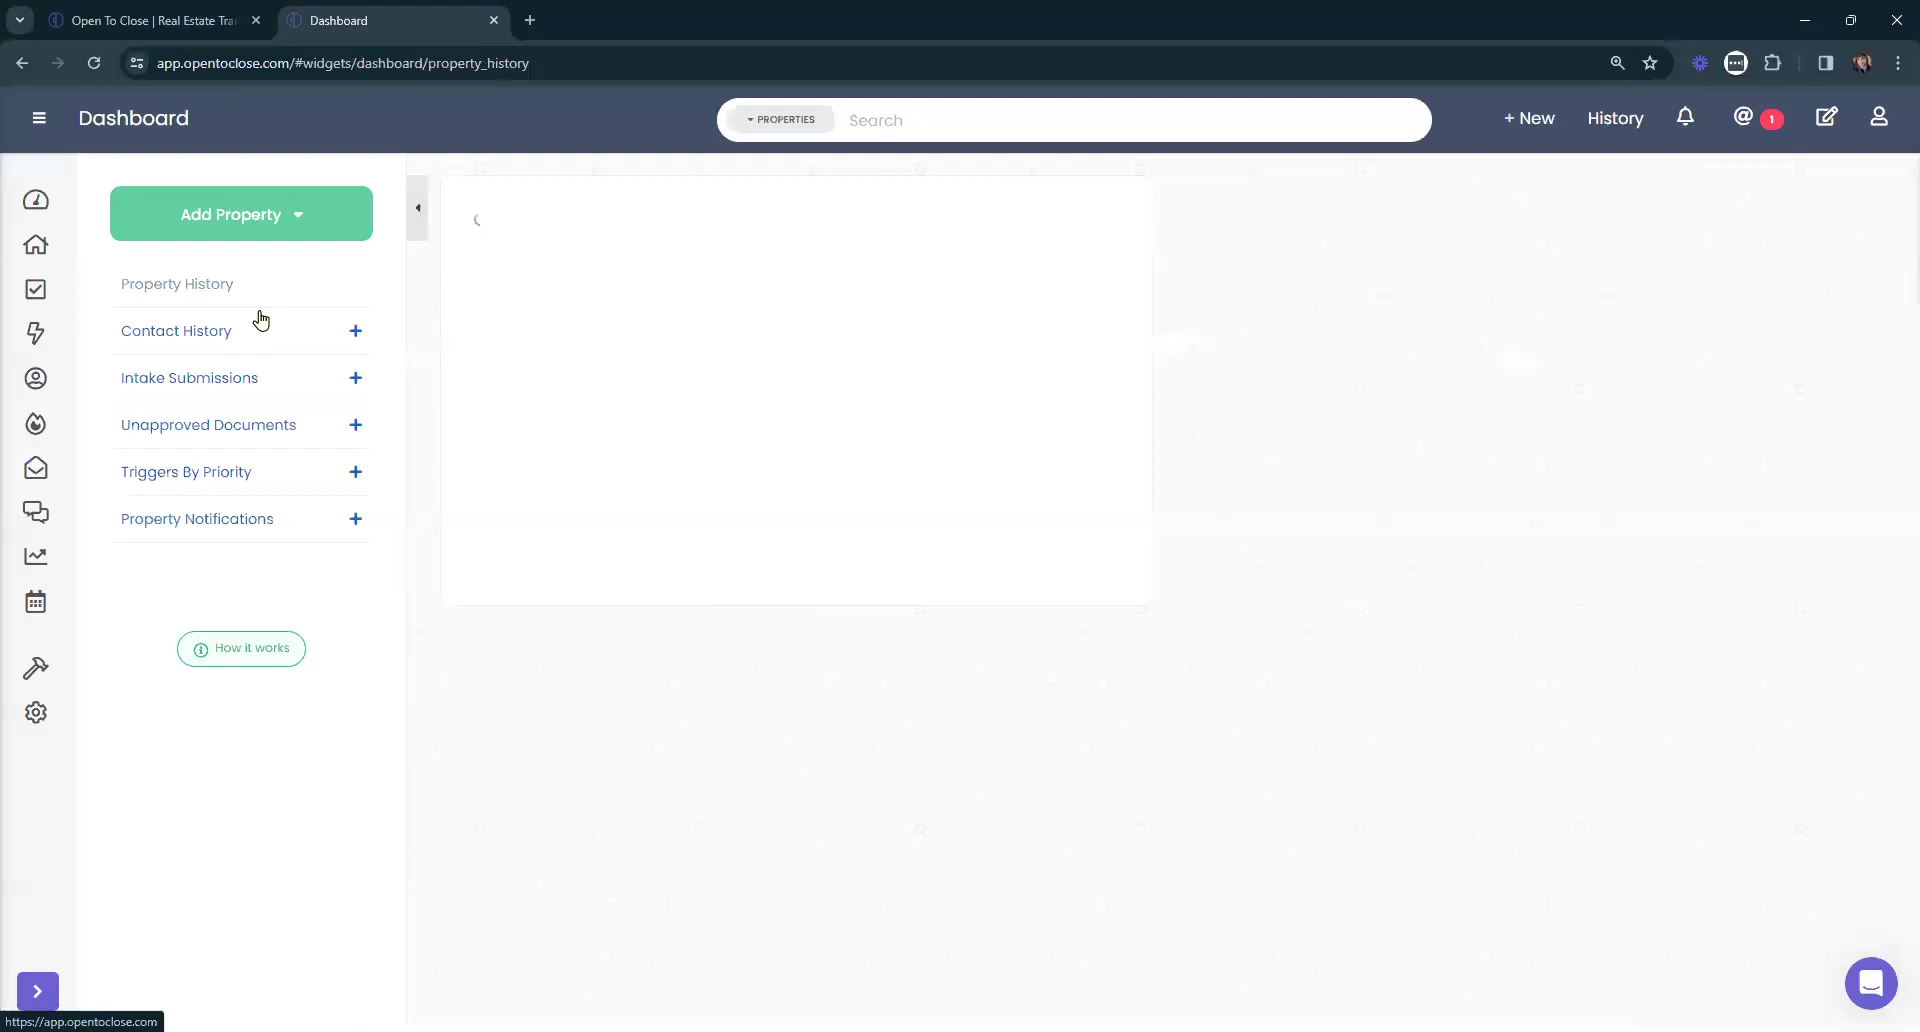 Open To Close | Real Estate Tra
Dashboard
app.opentoclose.com/#widgets/dashboard/property_history
Dashboard
PROPERTIES
Search
+ New
History
@
1
Add Property
Property History
Contact History
Intake Submissions
Unapproved Documents
Triggers By Priority
Property Notifications
How it works
https://app.opentoclose.com